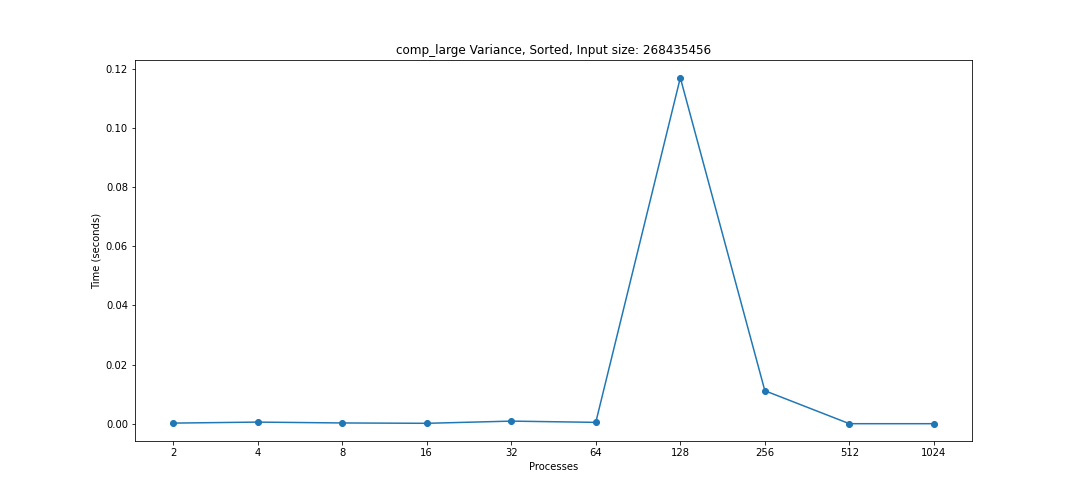 comp_large Variance, Sorted, Input size: 268435456
0.12
0.10
0.08
0.06
0.04
0.02
0.00
Time (seconds)
2 4 8 16 32 64 128 256 512 1024
Processes